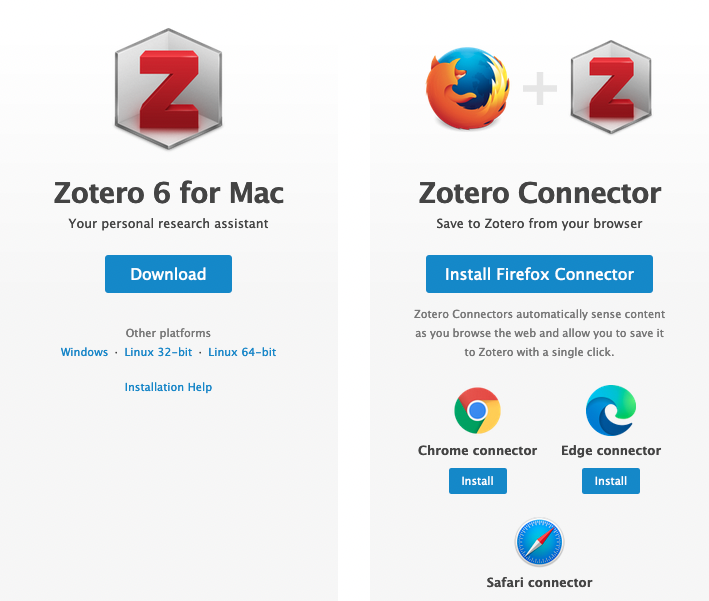 Z
Zotero 6 for Mac
Your personal research assistant
Download
Other platforms
Windows · Linux 32-bit · Linux 64-bit
Installation Help
+
Z
Zotero Connector
Save to Zotero from your browser
Install Firefox Connector
Zotero Connectors automatically sense content
as you browse the web and allow you to save it
to Zotero with a single click.
Chrome connector
Edge connector
Install
Install
Safari connector